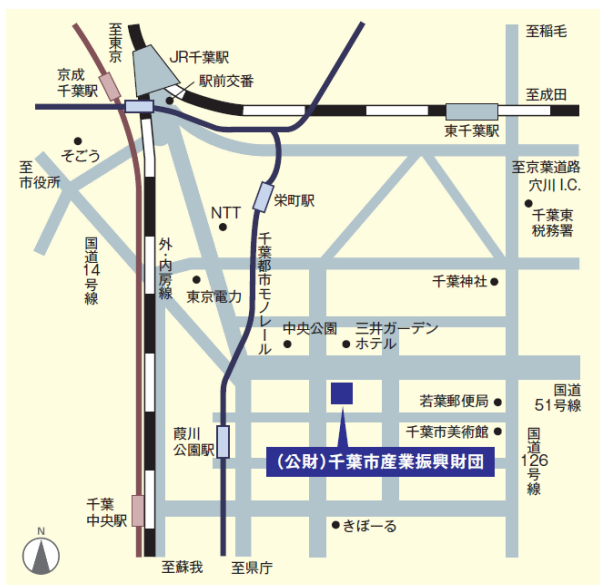 至東京
至稲毛
JR千葉駅
京成
千葉駅
駅前交番
至成田
東千葉駅
そごう
至
市役所
至京葉道路
穴川 I.C.
栄町駅
NTT
千葉東
税務署
国道14号線
外・内房線
千葉都市モノレール
千葉神社
東京電力
中央公園
三井ガーデン
ホテル
国道
51号線
若葉郵便局
千葉市美術館
国道126号線
葭川
公園駅
(公財)千葉市産業振興財団
千葉
中央駅
きぼーる
N
至蘇我
至県庁